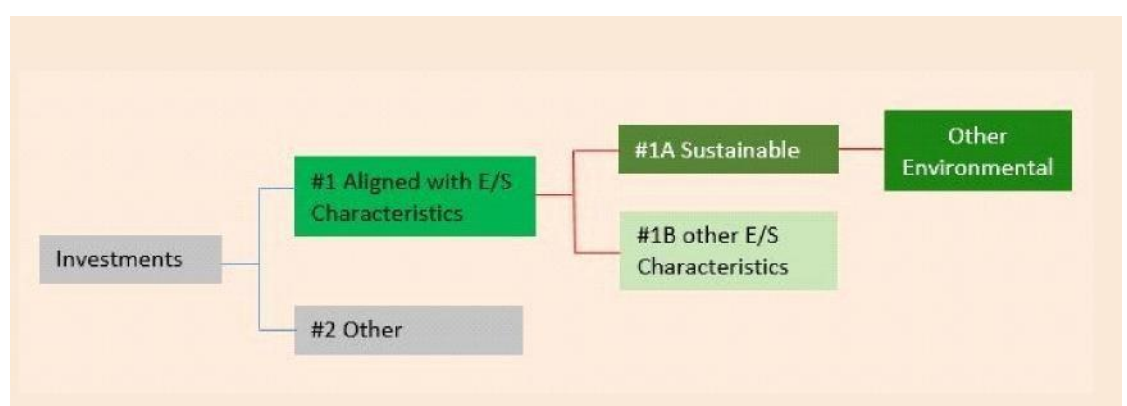 Investments
#1 Aligned with E/S
Characteristics
#2 Other
#1A Sustainable
#1B other E/S
Characteristics
Other
Environmental